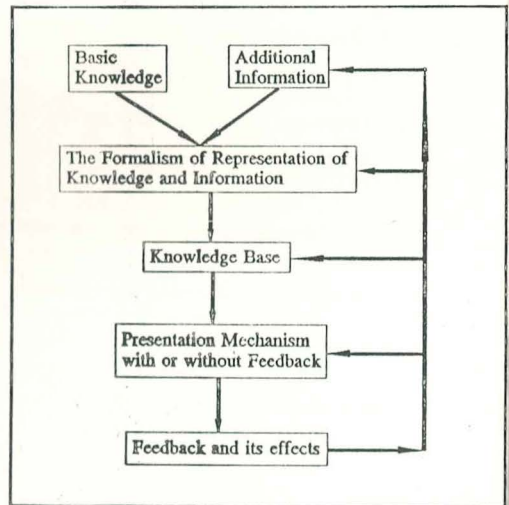 Basic
Knowledge
Additional
Information
The Formalism of Representation of
Knowledge and Information
Knowledge Base
Presentation Mechanism
with or without Feedback
Feedback and its effects